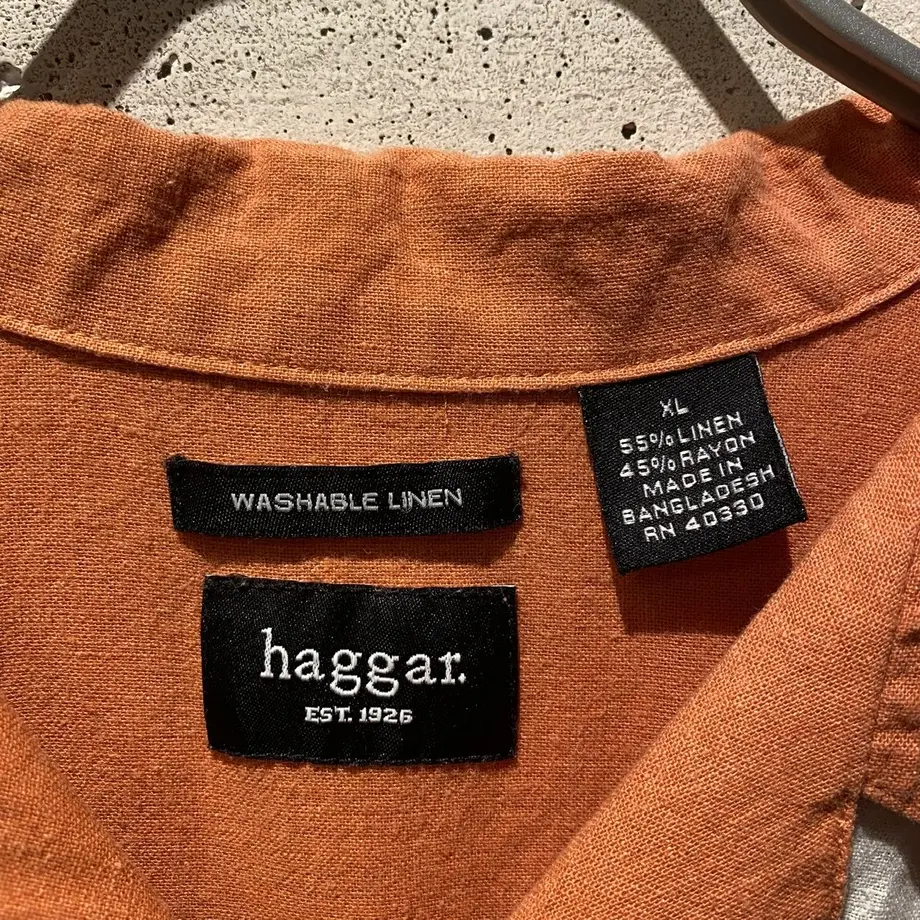 XL
55% LINEN
45% RAYON
MADE IN
BANGLADESH
RN 40330
WASHABLE LINEN
haggar.
EST. 1926